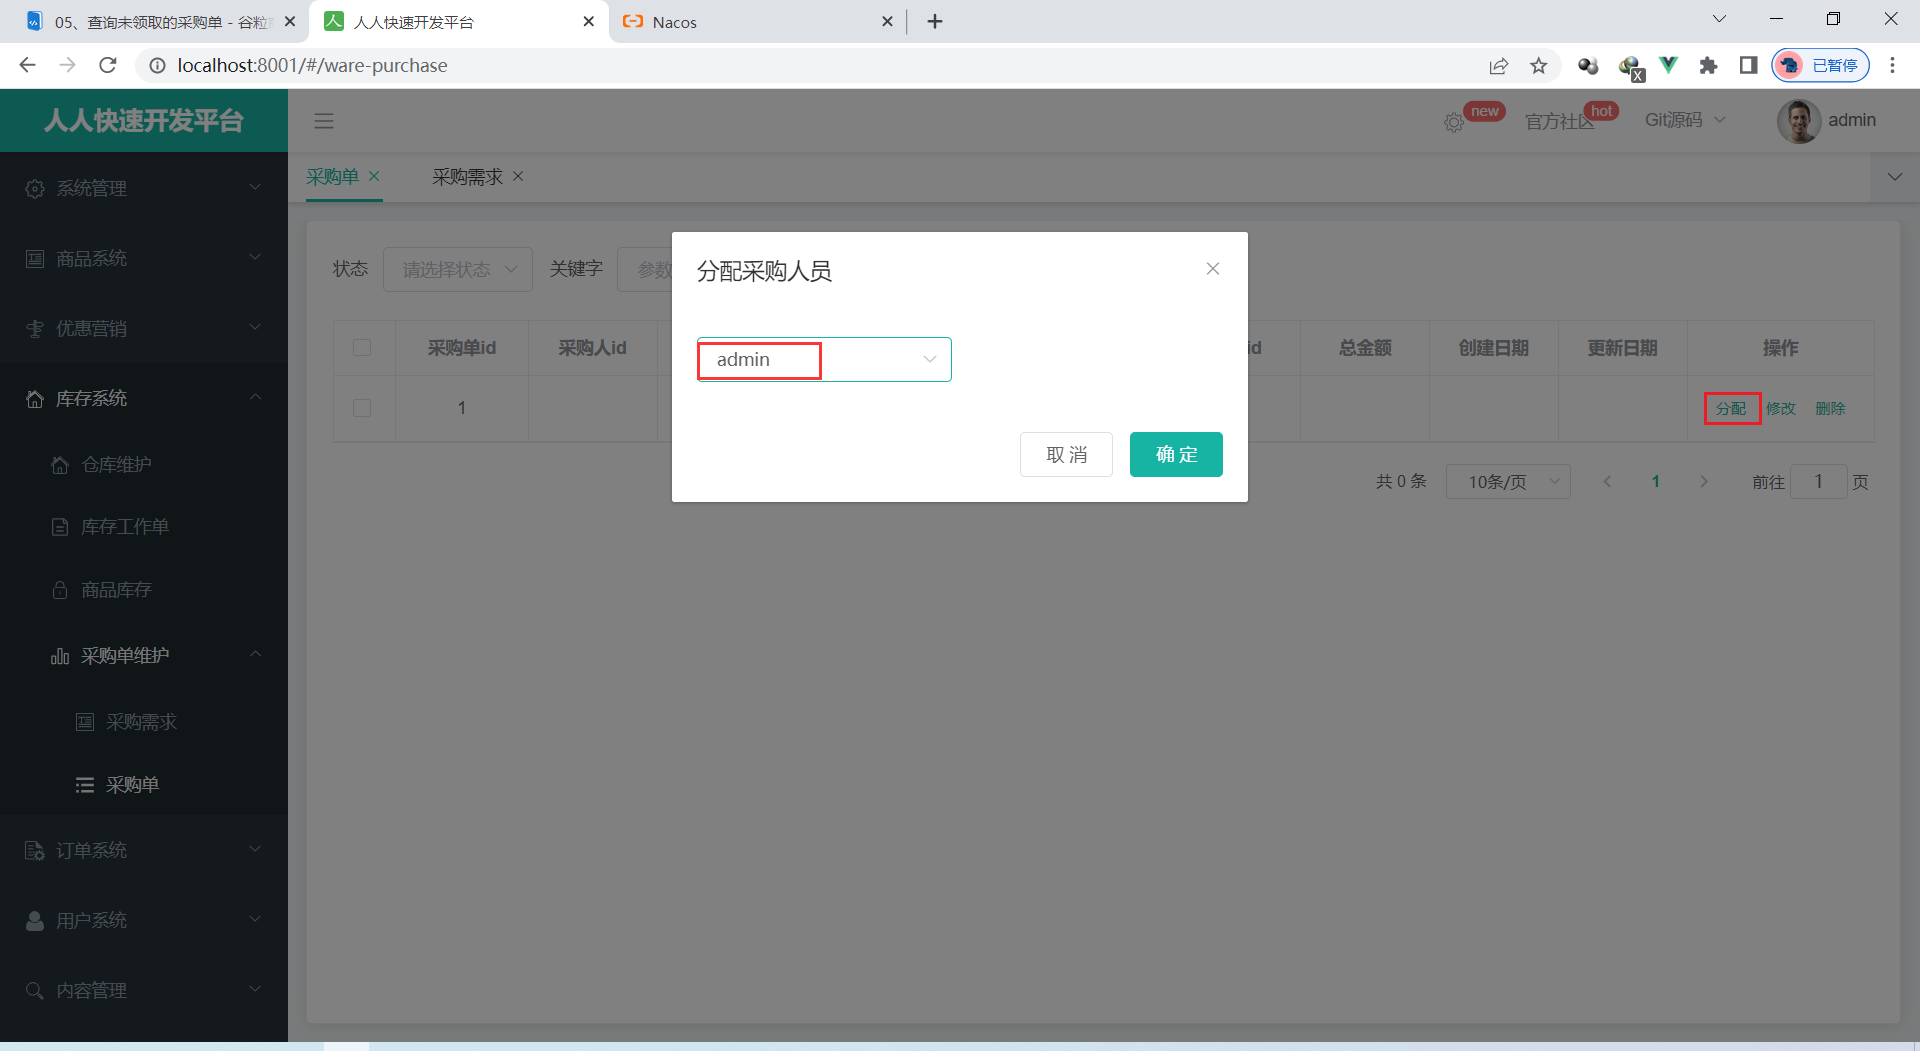 05、查询未领取的采购单 - 谷粒
人人快速开发平台
Nacos
localhost:8001/#/ware-purchase
已暂停
人人快速开发平台
new
官方社区
hot
Git源码
admin
系统管理
商品系统
优惠营销
库存系统
仓库维护
库存工作单
商品库存
采购单维护
采购需求
采购单
订单系统
用户系统
内容管理
采购单
采购需求
状态
请选择状态
关键字
参数
采购单id
采购人id
id
总金额
创建日期
更新日期
操作
1
分配
修改
删除
共 0 条
10条/页
1
前往
1
页
分配采购人员
admin
取 消
确 定